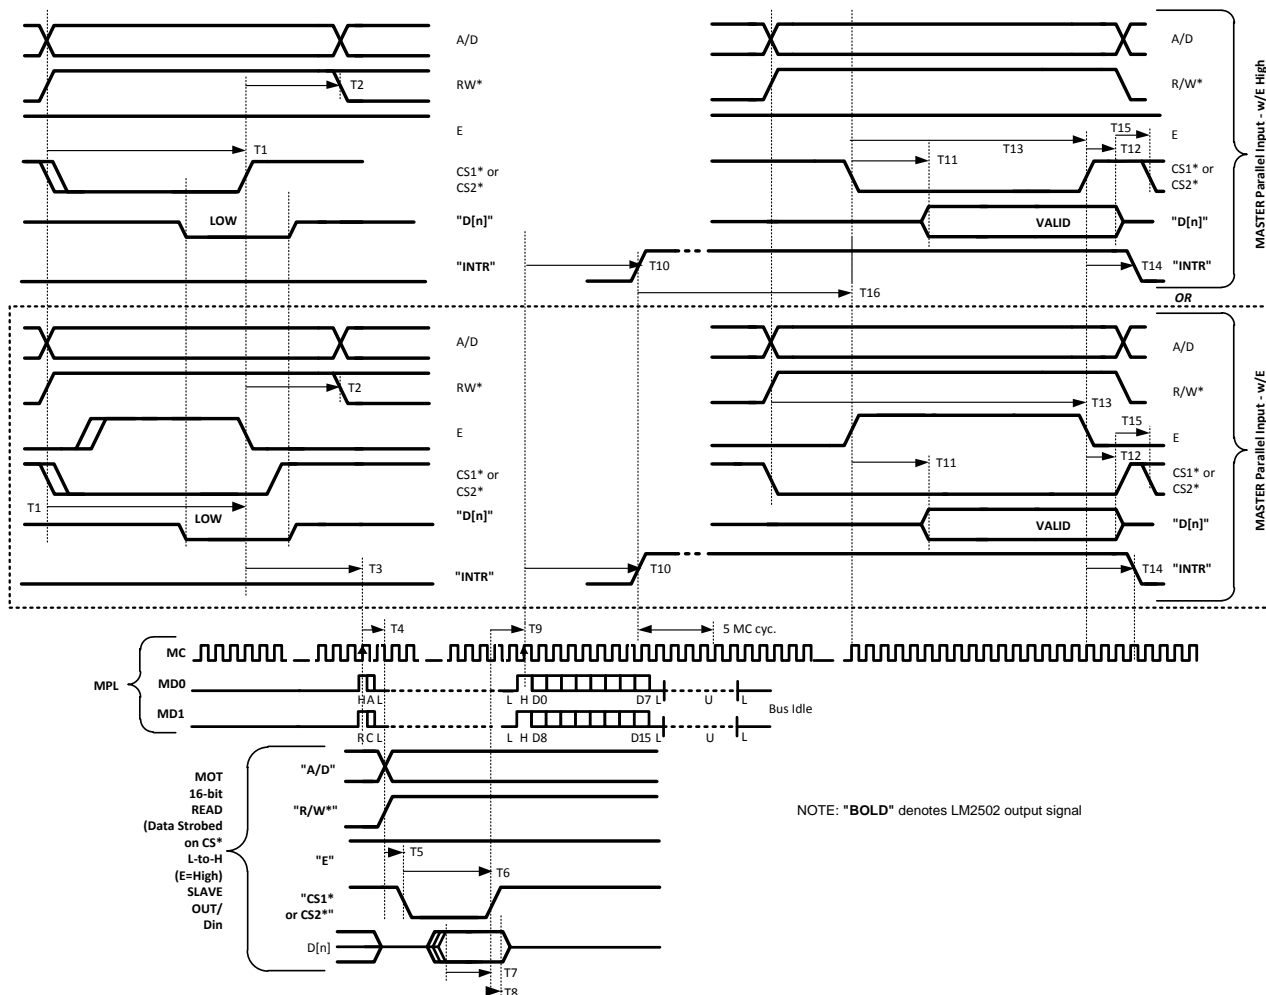 A/D
RW*
T2
E
T1
CS1* or
CS2*
LOW
"D[n]"
"INTR"
T10
T16
A/D
R/W*
T15
E
T13
T12
T11
CS1* or
CS2*
VALID
"D[n]"
T14
"INTR"
OR
MASTER Parallel Input - w/E High
A/D
RW*
T2
E
CS1* or
CS2*
T1
LOW
"D[n]"
T3
"INTR"
T10
A/D
R/W*
T13
T15
E
T12
T11
CS1* or
CS2*
VALID
"D[n]"
T14
"INTR"
MASTER Parallel Input - w/E
T4
T9
5 MC cyc.
MC
MPL
MD0
H A L
L H D0
D7 L
U
L
Bus Idle
MD1
R C L
L H D8
D15 L
U
L
MOT
16-bit
READ
(Data Strobed
on CS*
L-to-H
(E=High)
SLAVE
OUT/
Din
"A/D"
"R/W*"
"E"
T5
T6
"CS1*
or CS2*"
D[n]
T7
T8
NOTE: "BOLD" denotes LM2502 output signal